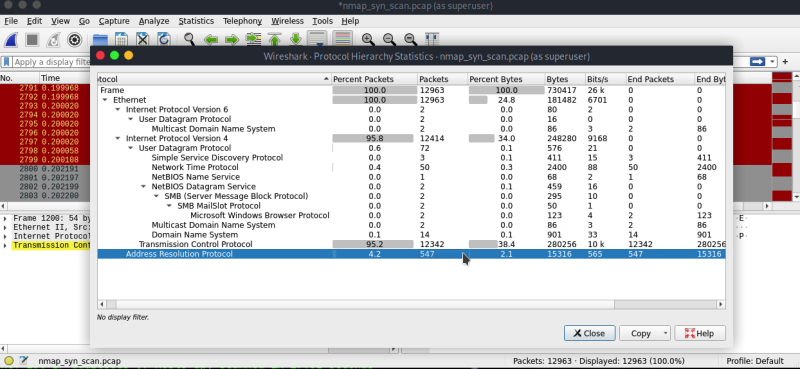 *nmap_syn_scan.pcap (as superuser)
File Edit View Go Capture Analyze Statistics Telephony Wireless Tools Help
Apply a display filter
Wireshark · Protocol Hierarchy Statistics · nmap_syn_scan.pcap (as superuser)
No. Time
2791 0.199968
2792 0.199968
2793 0.200020
2794 0.200020
2795 0.200020
2796 0.200020
2797 0.200020
2798 0.200058
2799 0.200108
2800 0.202191
2801 0.202197
2802 0.202199
2803 0.202200
otocol Percent Packets Packets Percent Bytes Bytes Bits/s End Packets End Byt
Frame 100.0 12963 100.0 730417 26 k 0 0
Ethernet 100.0 12963 24.8 181482 6701 0 0
Internet Protocol Version 6 0.0 2 0.0 80 2 0 0
User Datagram Protocol 0.0 2 0.0 16 0 0 0
Multicast Domain Name System 0.0 2 0.0 86 3 2 86
Internet Protocol Version 4 95.8 12414 34.0 248280 9168 0 0
User Datagram Protocol 0.6 72 0.1 576 21 0 0
Simple Service Discovery Protocol 0.0 3 0.1 411 15 3 411
Network Time Protocol 0.4 50 0.3 2400 88 50 2400
NetBIOS Name Service 0.0 1 0.0 68 2 1 68
NetBIOS Datagram Service 0.0 2 0.1 459 16 0 0
SMB (Server Message Block Protocol) 0.0 2 0.0 295 10 0 0
SMB MailSlot Protocol 0.0 2 0.0 50 1 0 0
Microsoft Windows Browser Protocol 0.0 2 0.0 123 4 2 123
Multicast Domain Name System 0.0 2 0.0 86 3 2 86
Domain Name System 0.1 14 0.1 901 33 14 901
Transmission Control Protocol 95.2 12342 38.4 280256 10 k 12342 280256
Address Resolution Protocol 4.2 547 2.1 15316 565 547 15316
Frame 1200: 54 by
Ethernet II, Src:
Internet Protoco
Transmission Cont
· E ·
· · ·
· P ·
No display filter.
Close Copy Help
nmap_syn_scan.pcap Packets: 12963 · Displayed: 12963 (100.0%) Profile: Default